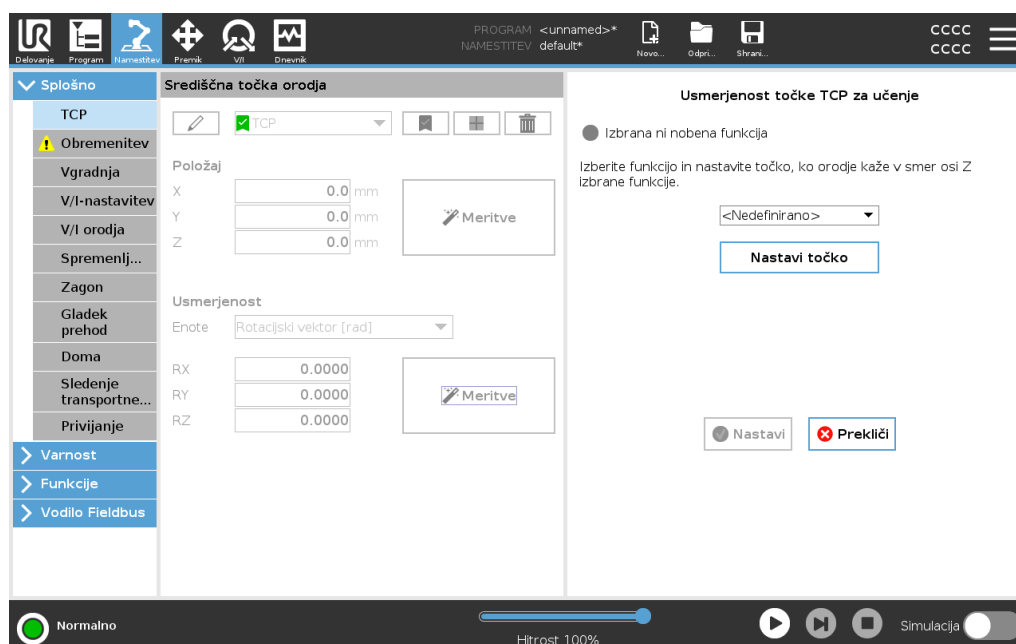 PROGRAM <unnamed>*
NAMESTITEV default*
CCCC
CCCC
Delovanje Program Namestitev Premik V/I Dnevnik Novo... Odpri... Shrani...
Splošno
TCP
Obremenitev
Vgradnja
V/I-nastavitev
V/I orodja
Spremenlj...
Zagon
Gladek
prehod
Doma
Sledenje
transportne...
Privijanje
Varnost
Funkcije
Vodilo Fieldbus
Središčna točka orodja
TCP
Položaj
X 0.0 mm
Y 0.0 mm
Z 0.0 mm
Meritve
Usmerjenost
Enote Rotacijski vektor [rad]
RX 0.0000
RY 0.0000
RZ 0.0000
Meritve
Usmerjenost točke TCP za učenje
Izbrana ni nobena funkcija
Izberite funkcijo in nastavite točko, ko orodje kaže v smer osi Z
izbrane funkcije.
<Nedefinirano>
Nastavi točko
Nastavi Prekliči
Normalno
Hitrost 100%
Simulacija